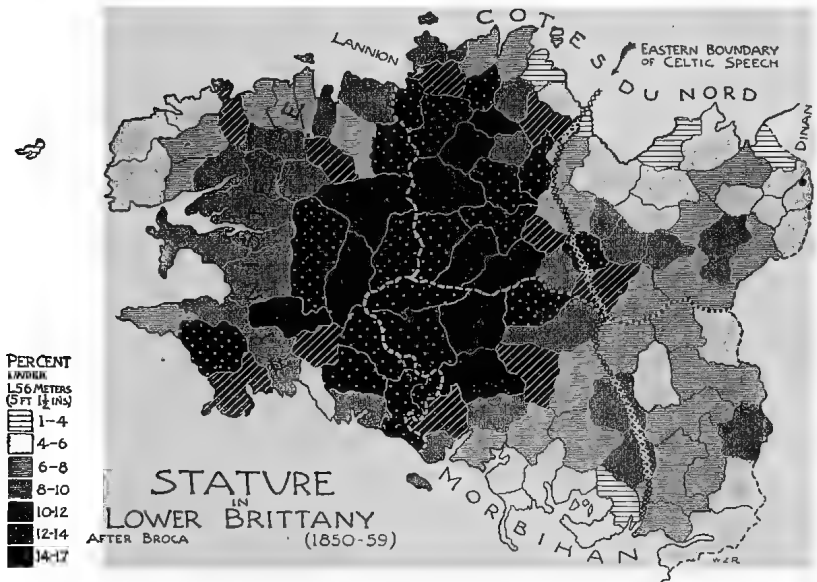 COTES DU NORD
LANNION
EASTERN BOUNDARY
OF CELTIC SPEECH
DINAN
PERCENT
UNDER
1.56 METERS
(5 FT 1½ INS)
1-4
4-6
6-8
8-10
10-12
12-14
14-17
STATURE
IN
LOWER BRITTANY
AFTER BROCA (1850-59)
MORBIHAN
WZR